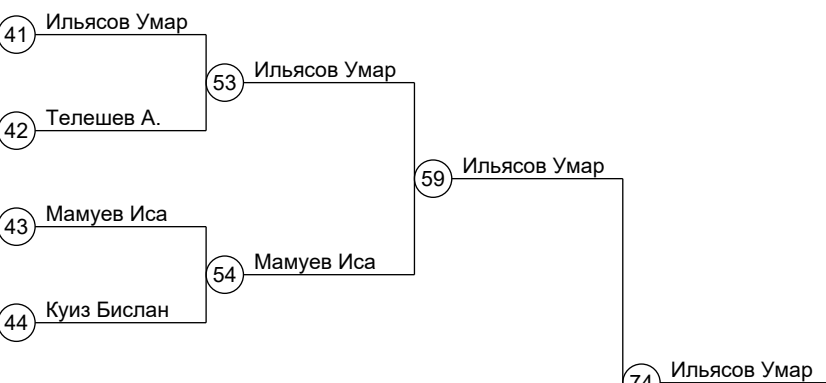 41 Ильясов Умар
53 Ильясов Умар
42 Телешев А.
59 Ильясов Умар
43 Мамуев Иса
54 Мамуев Иса
44 Куиз Бислан
74 Ильясов Умар